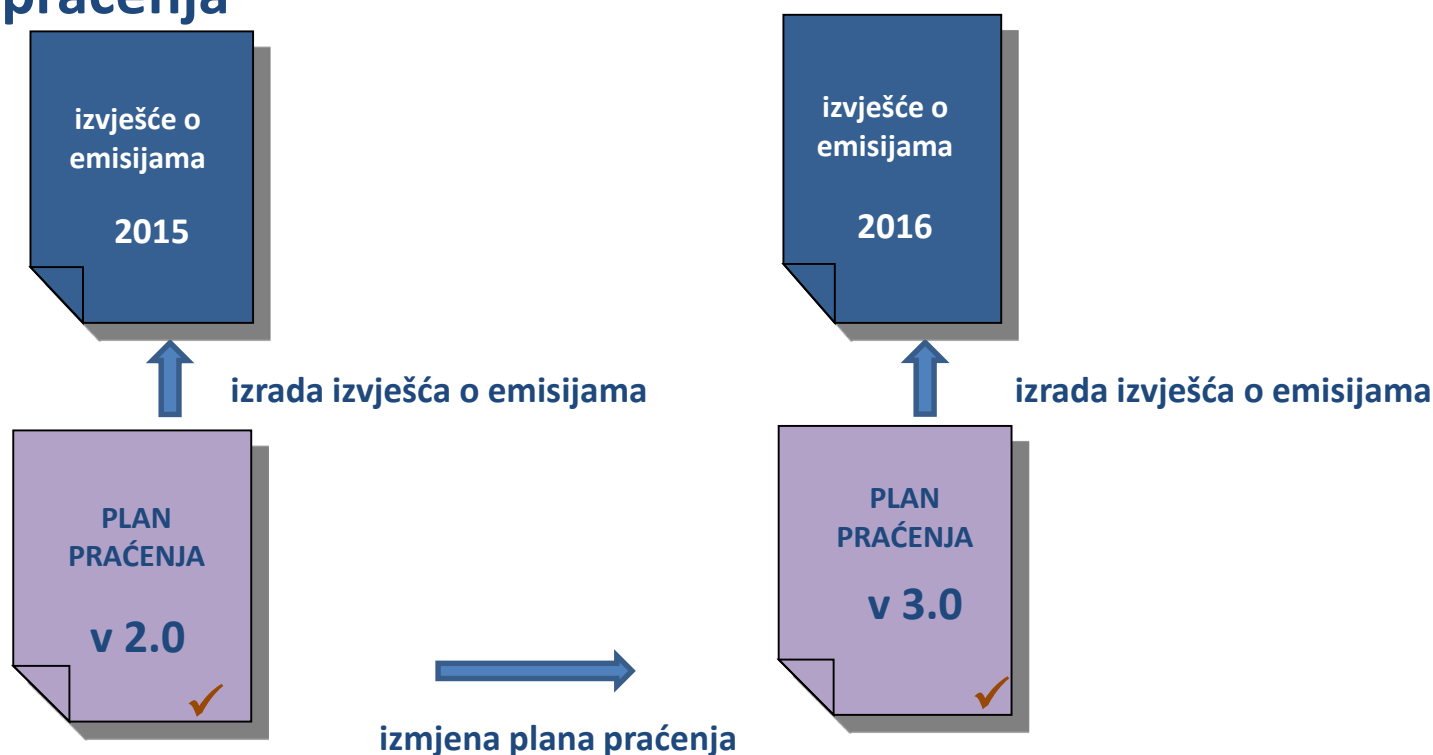 praćenja
izvješće o
emisijama
2015
izvješće o
emisijama
2016
izrada izvješća o emisijama
izrada izvješća o emisijama
PLAN
PRAĆENJA
v 2.0
PLAN
PRAĆENJA
v 3.0
izmjena plana praćenja